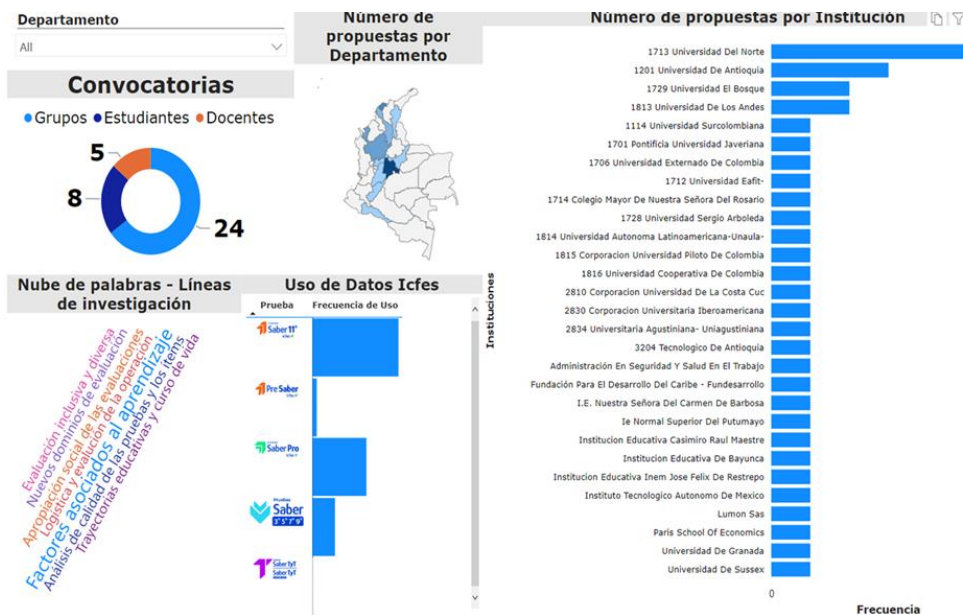 Departamento
All
Convocatorias
Grupos Estudiantes Docentes
5
8
24
Número de
propuestas por
Departamento
Nube de palabras - Líneas
de investigación
Evaluación inclusiva y diversa
Nuevos dominios de evaluación
Apropiación social de las evaluaciones
Logística y evalución de la operación
Factores asociados al aprendizaje
Análisis de calidad de las pruebas y los items
Trayectorias educativas y curso de vida
Uso de Datos Icfes
Prueba Frecuencia de Uso
Saber 11°
Pre Saber
Saber Pro
Saber
3° 5° 7° 9°
Saber TyT
Saber TyT
Número de propuestas por Institución
Instituciones
1713 Universidad Del Norte
1201 Universidad De Antioquia
1729 Universidad El Bosque
1813 Universidad De Los Andes
1114 Universidad Surcolombiana
1701 Pontificia Universidad Javeriana
1706 Universidad Externado De Colombia
1712 Universidad Eafit-
1714 Colegio Mayor De Nuestra Señora Del Rosario
1728 Universidad Sergio Arboleda
1814 Universidad Autonoma Latinoamericana-Unaula-
1815 Corporacion Universidad Piloto De Colombia
1816 Universidad Cooperativa De Colombia
2810 Corporacion Universidad De La Costa Cuc
2830 Corporacion Universitaria Iberoamericana
2834 Universitaria Agustiniana- Uniagustiniana
3204 Tecnologico De Antioquia
Administración En Seguridad Y Salud En El Trabajo
Fundación Para El Desarrollo Del Caribe - Fundesarrollo
I.E. Nuestra Señora Del Carmen De Barbosa
Ie Normal Superior Del Putumayo
Institucion Educativa Casimiro Raul Maestre
Institucion Educativa De Bayunca
Institucion Educativa Inem Jose Felix De Restrepo
Instituto Tecnologico Autonomo De Mexico
Lumon Sas
Paris School Of Economics
Universidad De Granada
Universidad De Sussex
0
Frecuencia